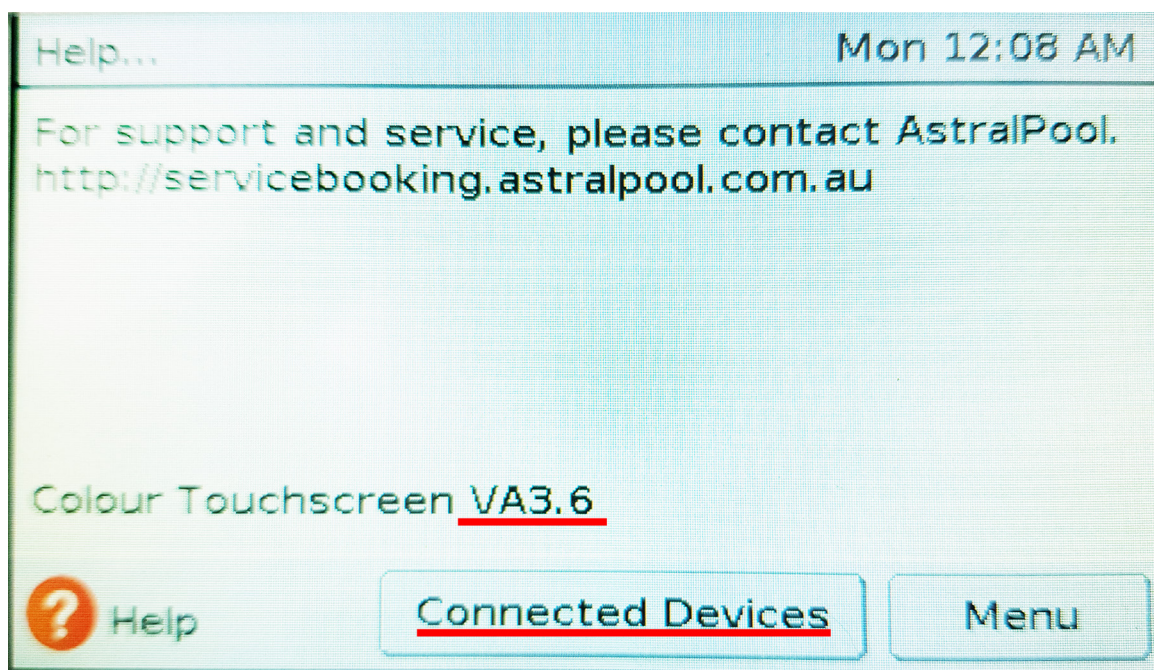 Help... Mon 12:08 AM
For support and service, please contact AstralPool.
http://servicebooking.astralpool.com.au
Colour Touchscreen VA3.6
? Help Connected Devices Menu